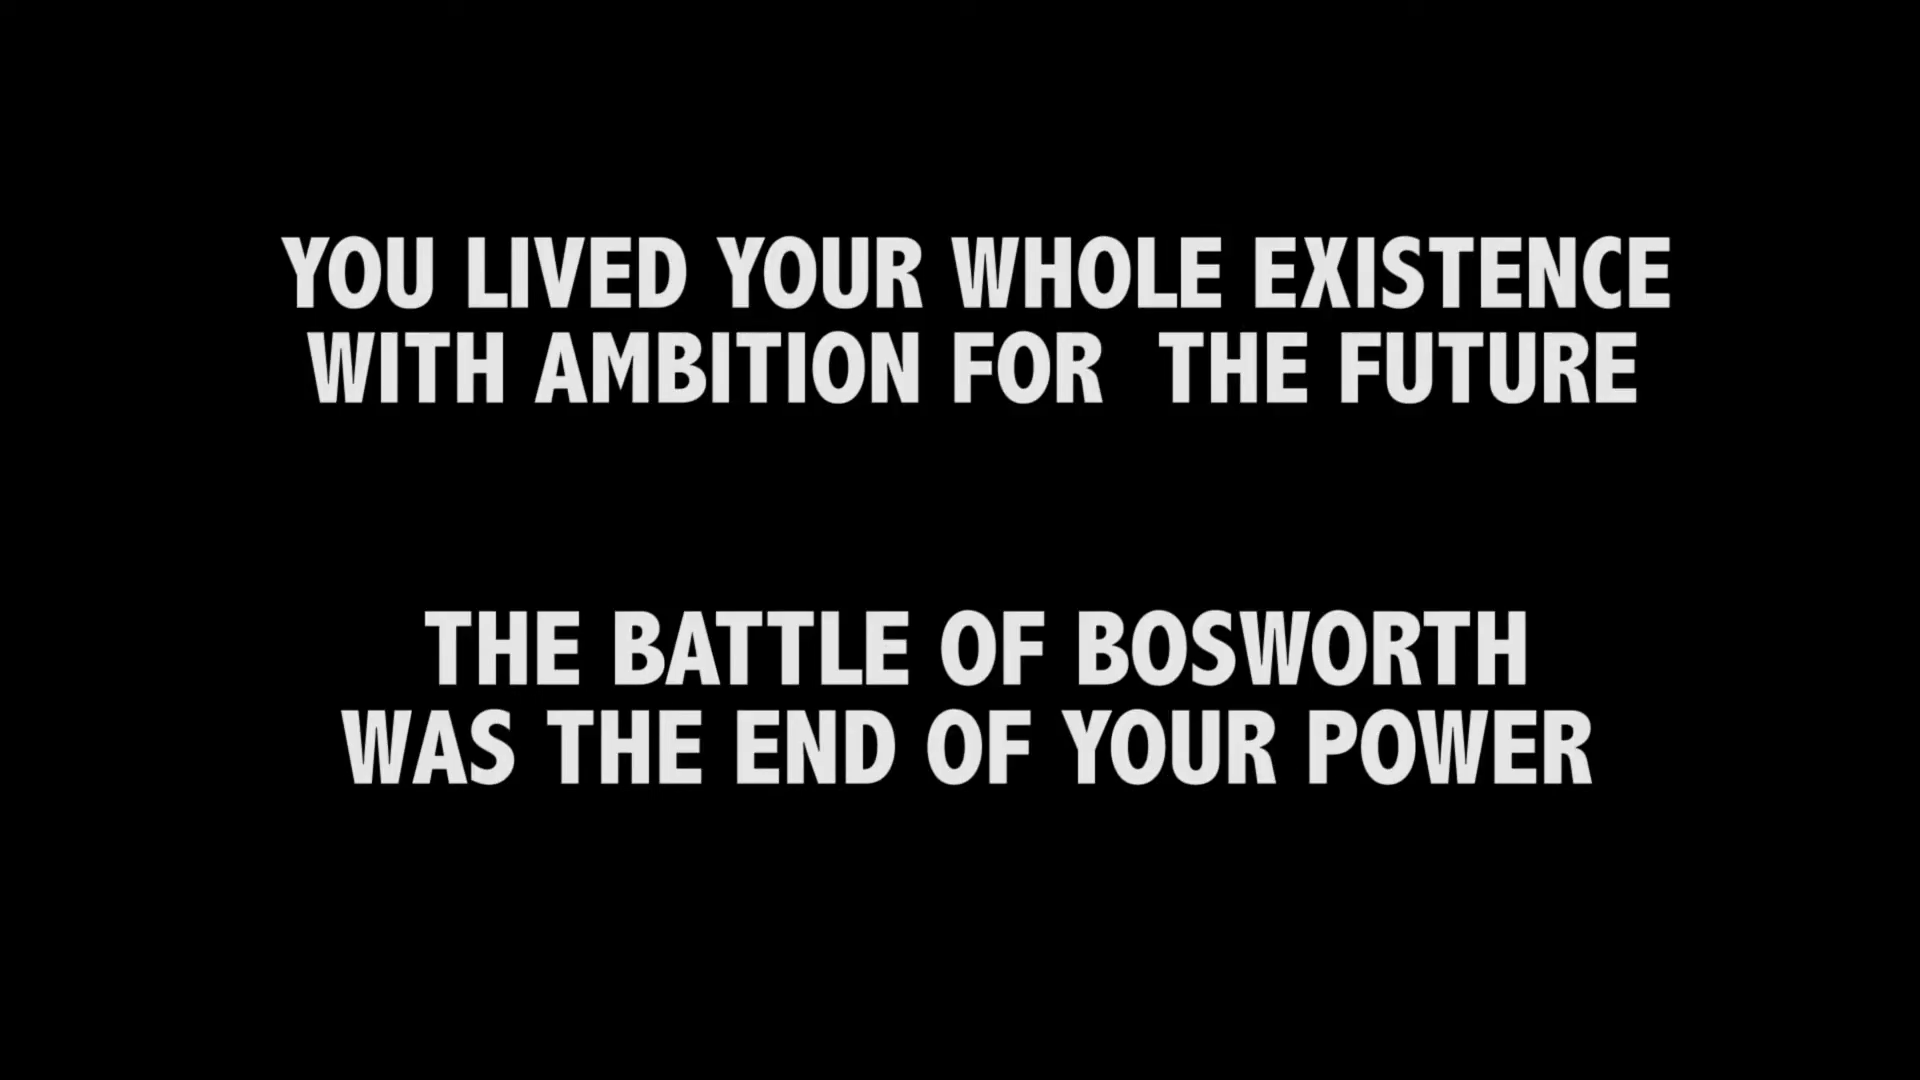 YOU LIVED YOUR WHOLE EXISTENCE
WITH AMBITION FOR  THE FUTURE
THE BATTLE OF BOSWORTH
WAS THE END OF YOUR POWER